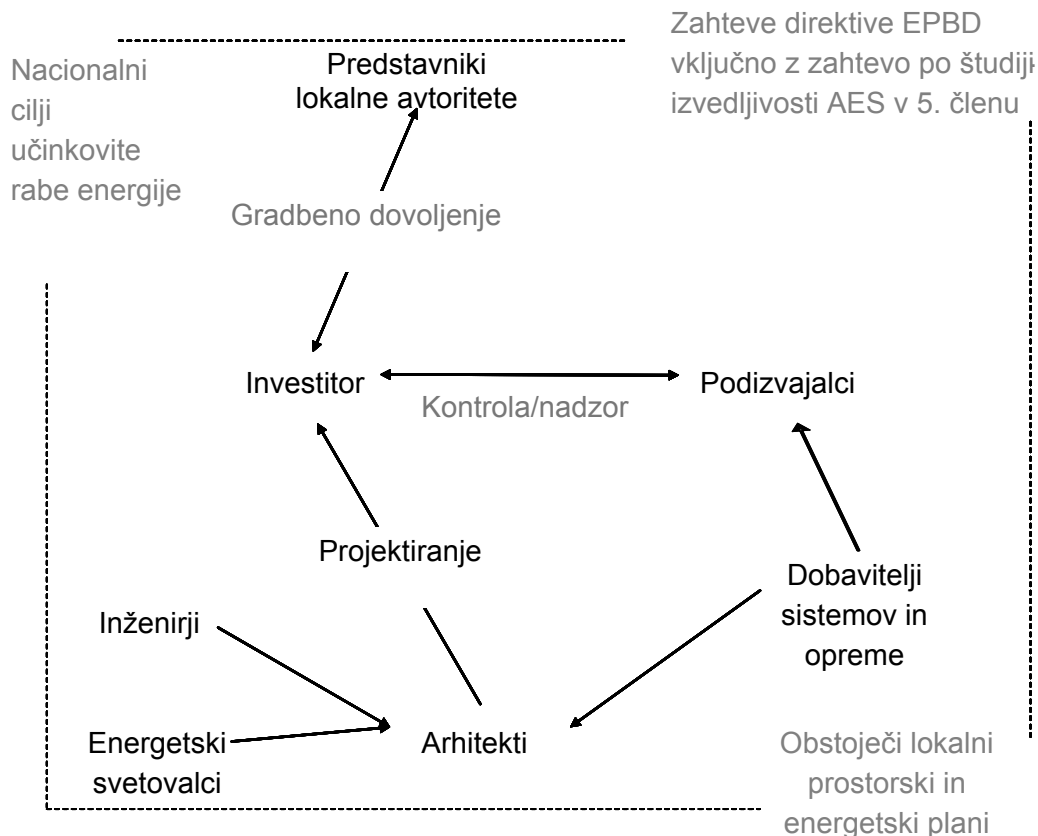 Zahteve direktive EPBD
vključno z zahtevo po študiji
izvedljivosti AES v 5. členu
Nacionalni
cilji
učinkovite
rabe energije
Predstavniki
lokalne avtoritete
Gradbeno dovoljenje
Investitor
Kontrola/nadzor
Podizvajalci
Projektiranje
Dobavitelji
sistemov in
opreme
Inženirji
Energetski
svetovalci
Arhitekti
Obstoječi lokalni
prostorski in
energetski plani